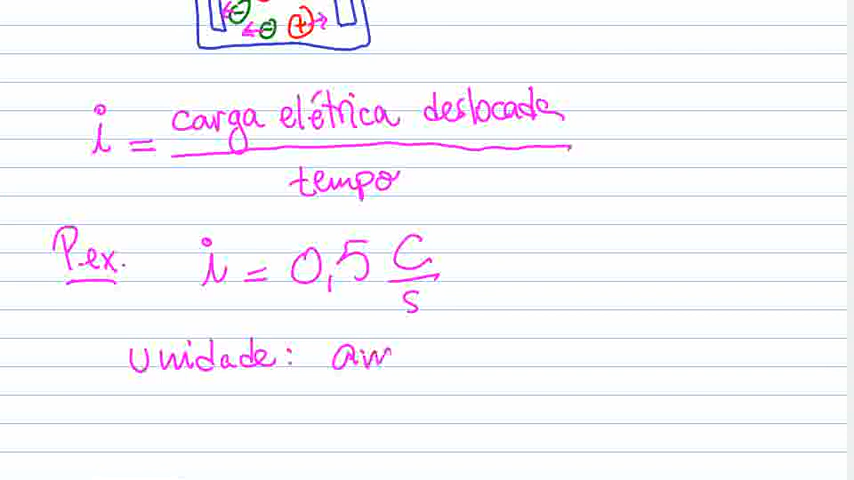 - - +
i = carga elétrica deslocada
tempo
P.ex. i = 0,5 C
s
unidade: am